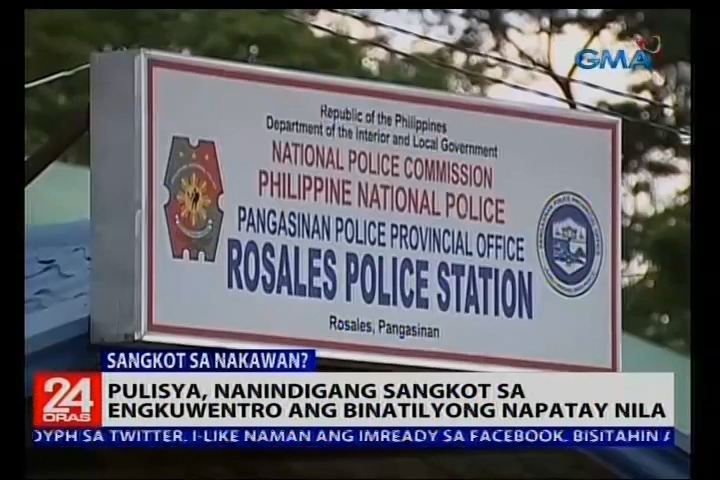 GMA
Republic of the Philippines
Department of the Interior and Local Government
NATIONAL POLICE COMMISSION
PHILIPPINE NATIONAL POLICE
PANGASINAN POLICE PROVINCIAL OFFICE
ROSALES POLICE STATION
Rosales, Pangasinan
SANGKOT SA NAKAWAN?
24 ORAS
PULISYA, NANINDIGANG SANGKOT SA
ENGKUWENTRO ANG BINATILYONG NAPATAY NILA
DYPH SA TWITTER. I-LIKE NAMAN ANG IMREADY SA FACEBOOK. BISITAHIN A